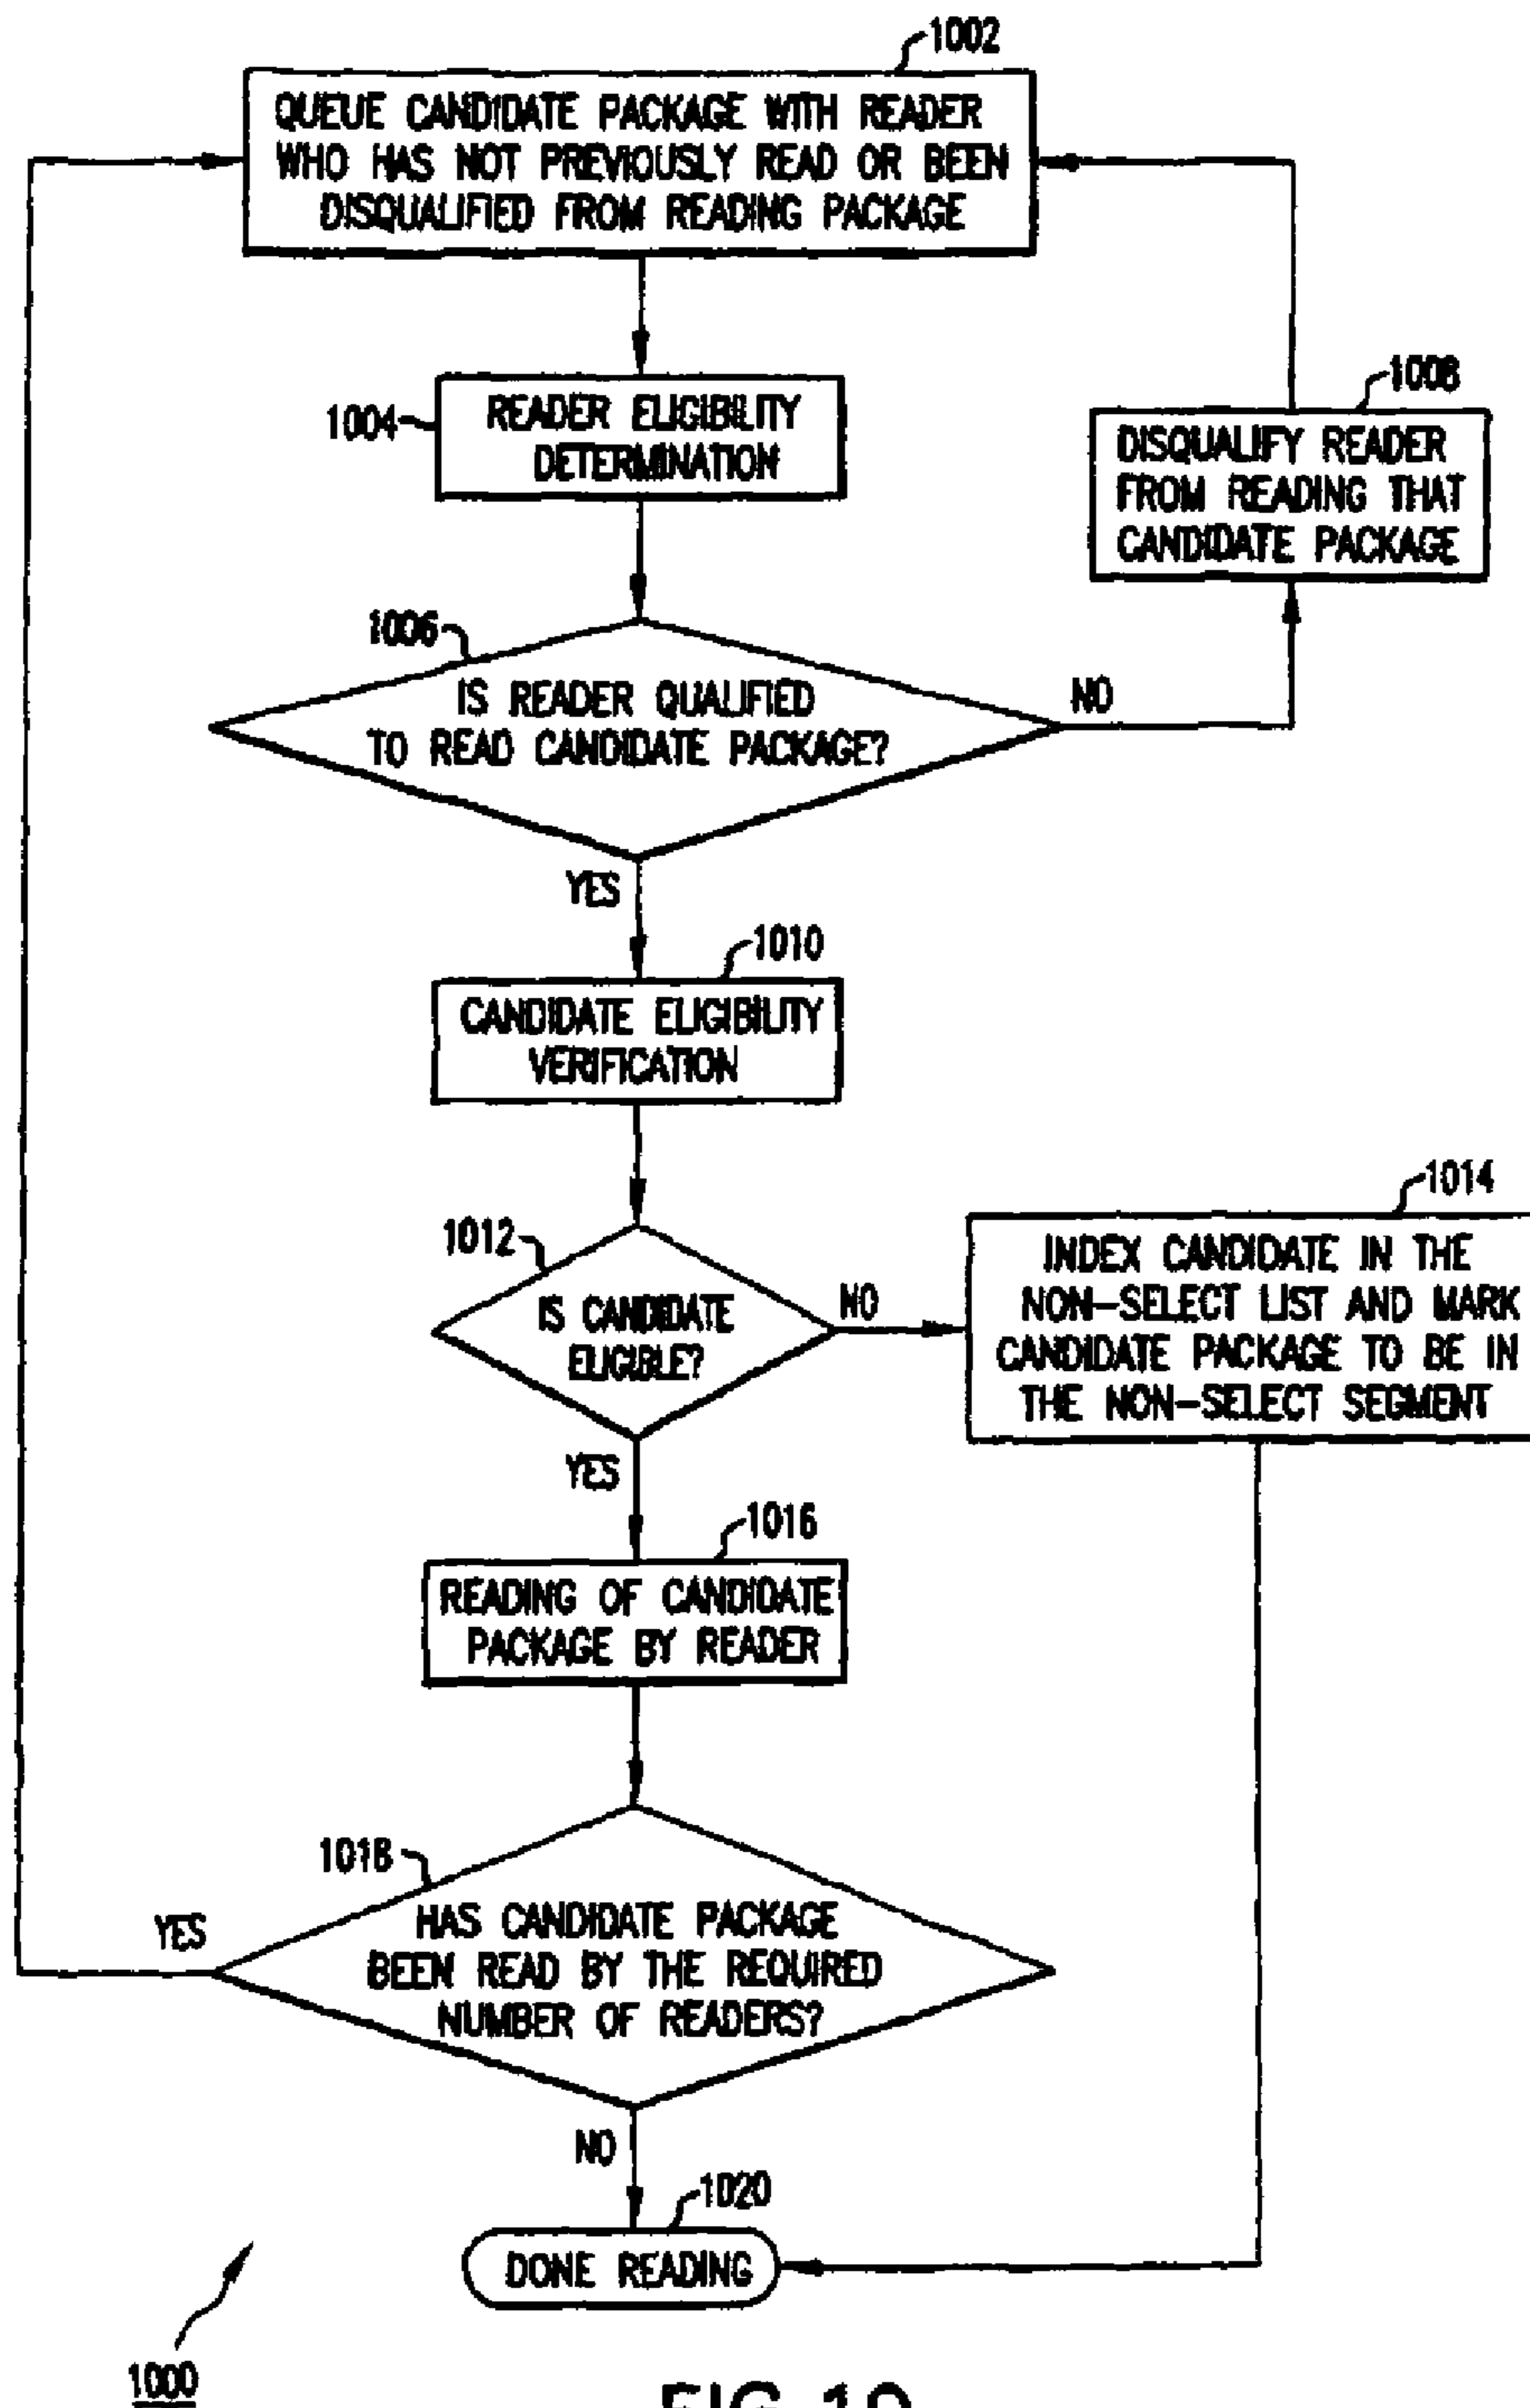 1002
QUEUE CANDIDATE PACKAGE WITH READER
WHO HAS NOT PREVIOUSLY READ OR BEEN
DISQUALIFIED FROM READING PACKAGE
1004
READER ELIGIBILITY
DETERMINATION
1008
DISQUALIFY READER
FROM READING THAT
CANDIDATE PACKAGE
1006
IS READER QUALIFIED
TO READ CANDIDATE PACKAGE?
NO
YES
1010
CANDIDATE ELIGIBILITY
VERIFICATION
1012
IS CANDIDATE
ELIGIBLE?
NO
1014
INDEX CANDIDATE IN THE
NON-SELECT LIST AND MARK
CANDIDATE PACKAGE TO BE IN
THE NON-SELECT SEGMENT
YES
1016
READING OF CANDIDATE
PACKAGE BY READER
1018
HAS CANDIDATE PACKAGE
BEEN READ BY THE REQUIRED
NUMBER OF READERS?
YES
NO
1020
DONE READING
1000
FIG. 10